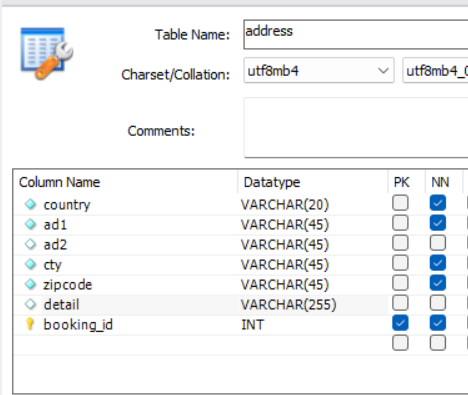 Table Name: address
Charset/Collation: utf8mb4 utf8mb4_0
Comments:
Column Name Datatype PK NN
country VARCHAR(20)
ad1 VARCHAR(45)
ad2 VARCHAR(45)
cty VARCHAR(45)
zipcode VARCHAR(45)
detail VARCHAR(255)
booking_id INT